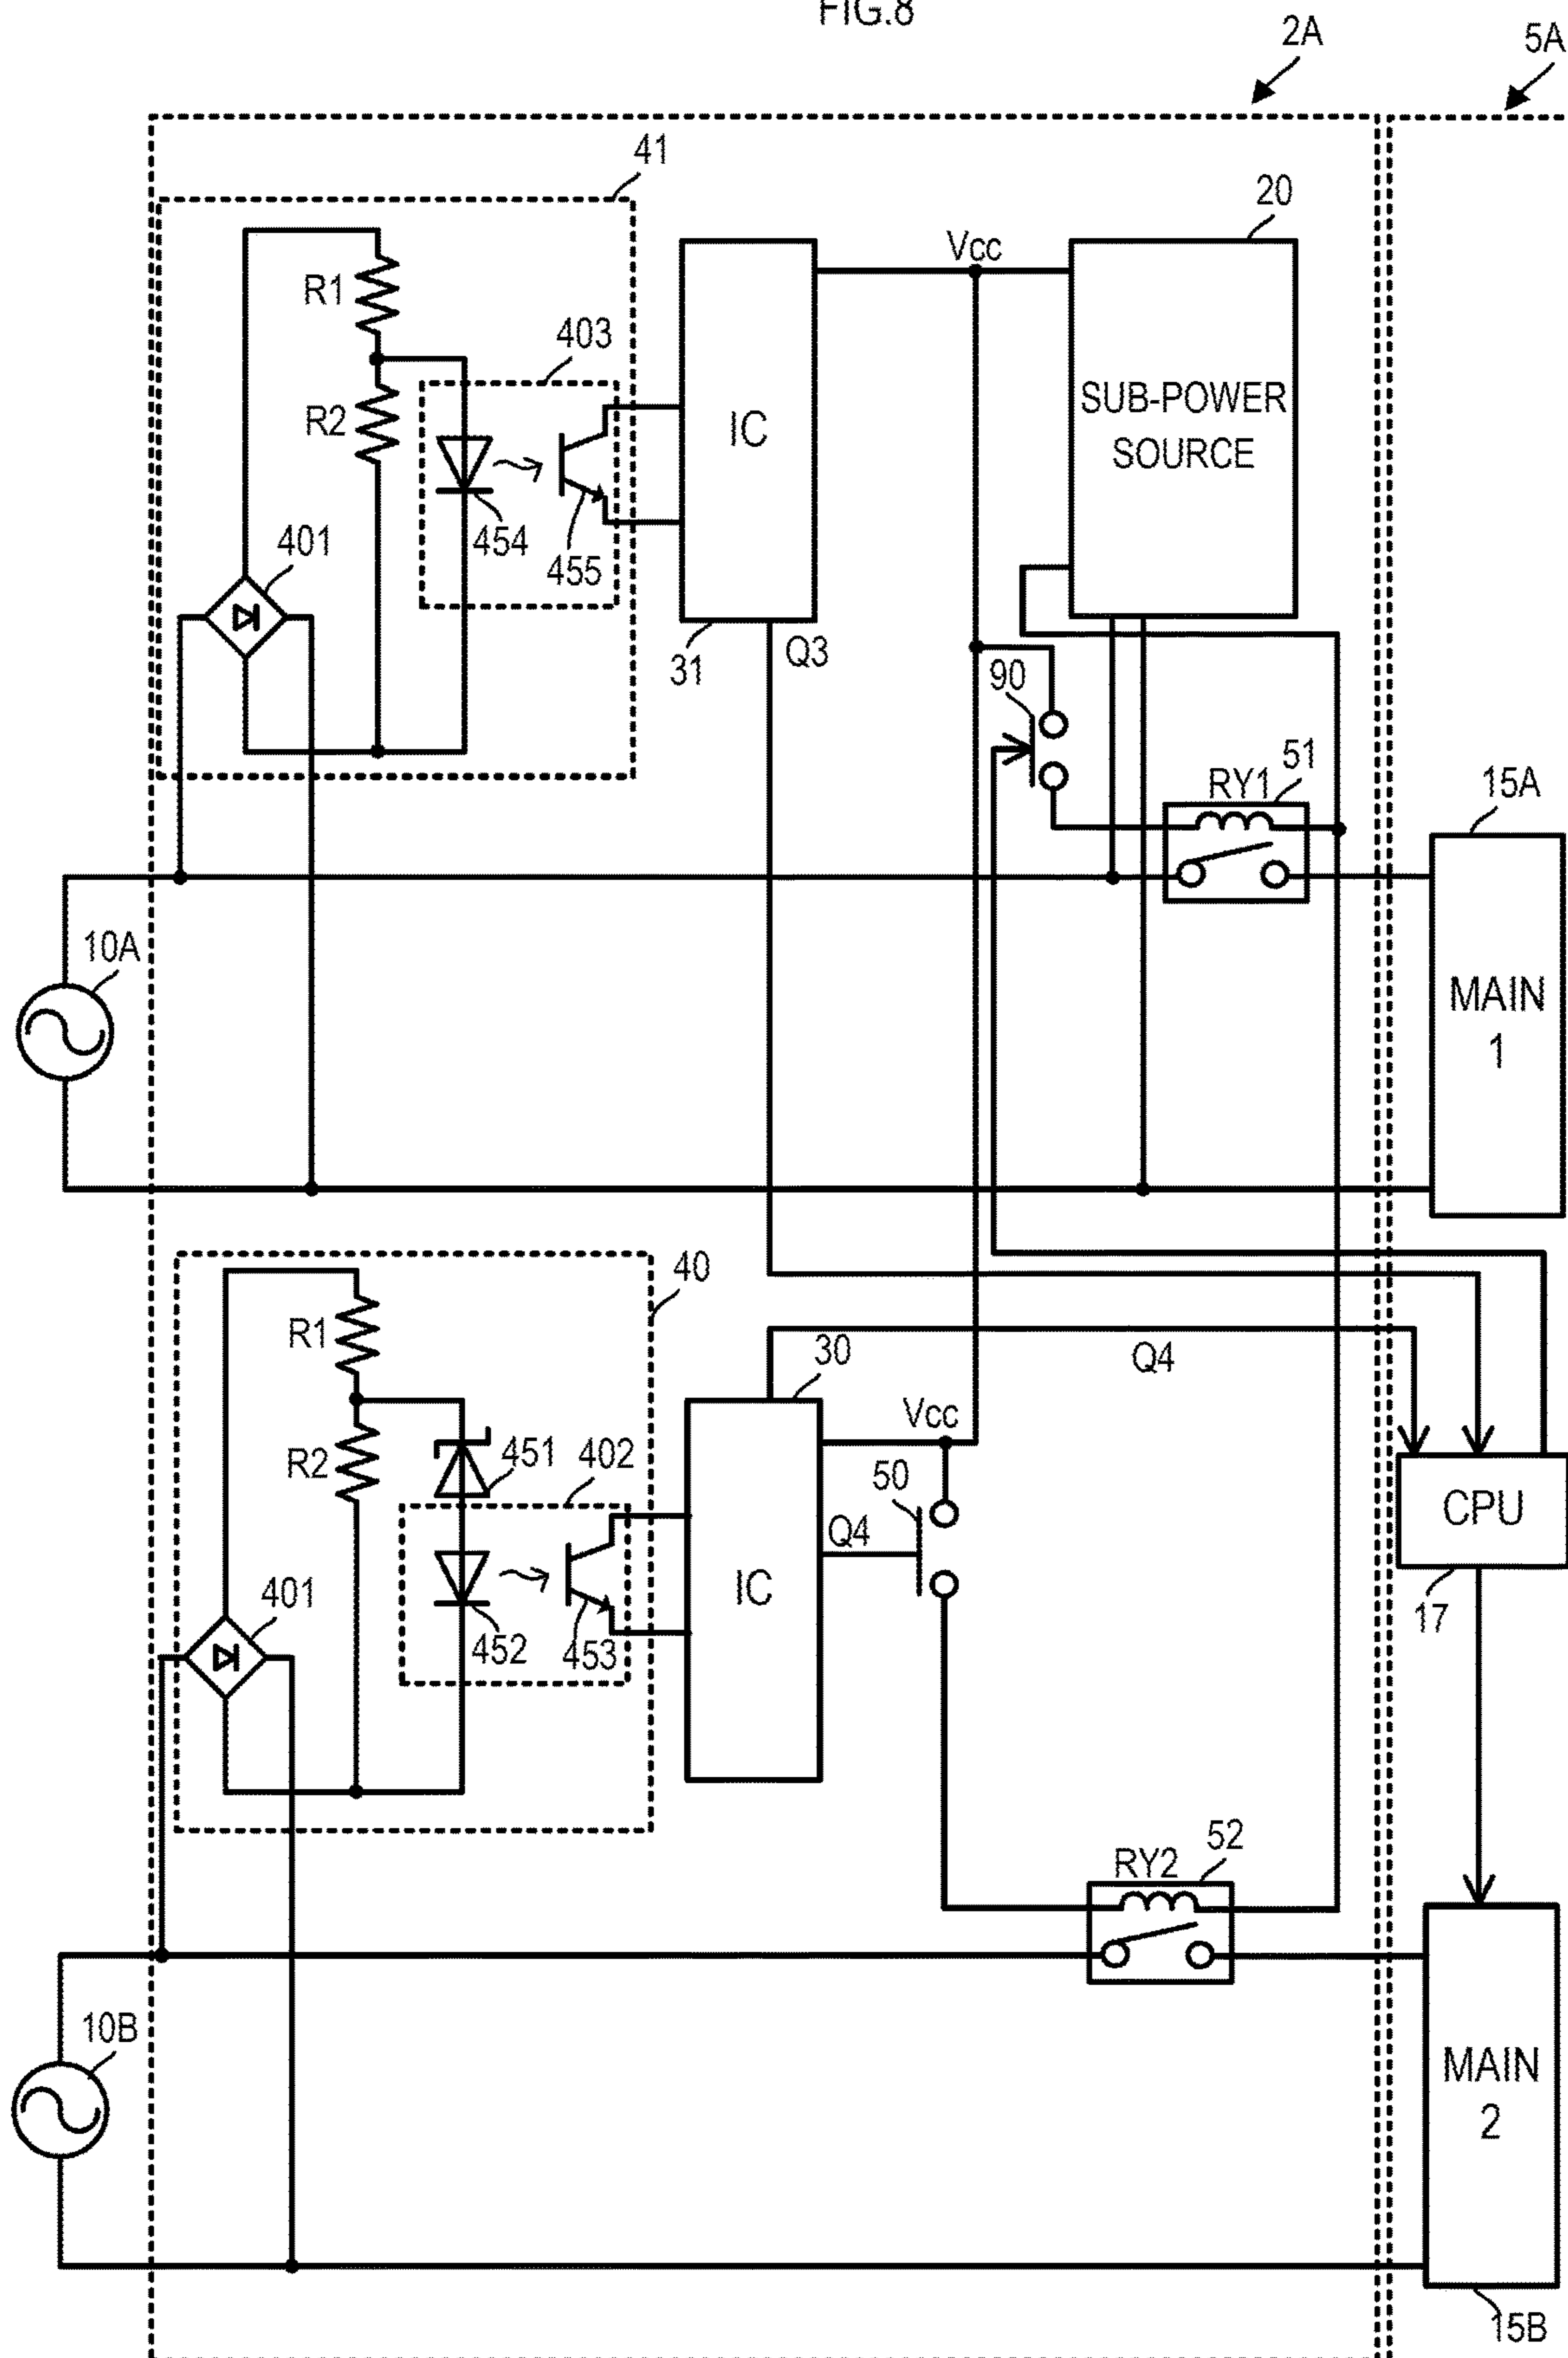 FIG.8
2A
5A
41
20
Vcc
R1
403
R2
IC
SUB-POWER
SOURCE
454
401
455
31
Q3
90
51
RY1
15A
10A
MAIN
1
40
R1
30
Q4
Vcc
R2
451
402
50
CPU
Q4
IC
401
452
453
17
52
RY2
10B
MAIN
2
15B